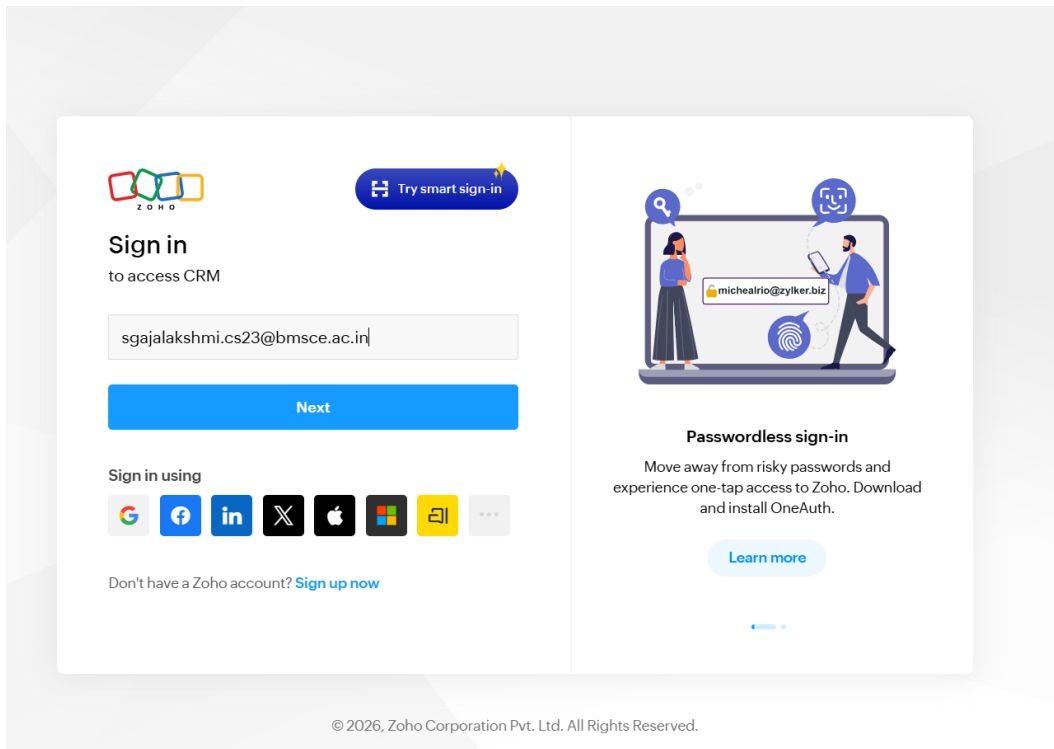 ZOHO
Try smart sign-in
Sign in
to access CRM
sgajalakshmi.cs23@bmsce.ac.in
Next
Sign in using
in
Don't have a Zoho account? Sign up now
michealrio@zylker.biz
Passwordless sign-in
Move away from risky passwords and
experience one-tap access to Zoho. Download
and install OneAuth.
Learn more
© 2026, Zoho Corporation Pvt. Ltd. All Rights Reserved.